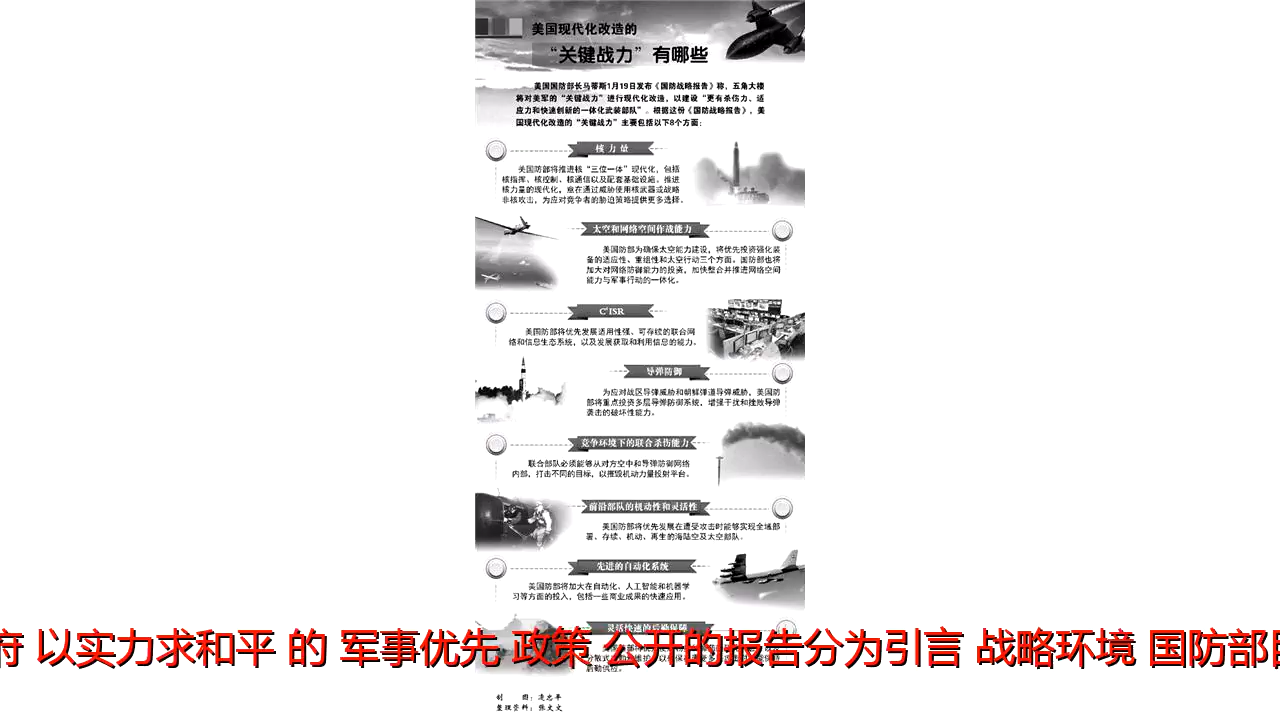 美国现代化改造的
“关键战力”有哪些
美国国防部长马蒂斯1月19日发布《国防战略报告》称，五角大楼
将对美军的“关键战力”进行现代化改造，以建设“更有杀伤力、适
应力和快速创新的一体化武装部队”。根据这份《国防战略报告》，美
国现代化改造的“关键战力”主要包括以下8个方面：
核力量
美国防部将推进核“三位一体”现代化，包括
核指挥、核控制、核通信以及配套基础设施。推进
核力量的现代化，意在通过威胁使用核武器或战略
非核攻击，为应对竞争者的胁迫策略提供更多选择。
太空和网络空间作战能力
美国防部为确保太空能力建设，将优先投资强化装
备的适应性、重组性和太空行动三个方面。国防部也将
加大对网络防御能力的投资，加快整合并推进网络空间
能力与军事行动的一体化。
C⁴ISR
美国防部将优先发展适用性强、可存续的联合网
络和信息生态系统，以及发展获取和利用信息的能力。
导弹防御
为应对战区导弹威胁和朝鲜弹道导弹威胁，美国防
部将重点投资多层导弹防御系统，增强干扰和挫败导弹
袭击的破坏性能力。
竞争环境下的联合杀伤能力
联合部队必须能够从对方空中和导弹防御网络
内部，打击不同的目标，以摧毁机动力量投射平台。
前沿部队的机动性和灵活性
美国防部将优先发展在遭受攻击时能够实现全域部
署、存续、机动、再生的海陆空及太空部队。
先进的自动化系统
美国防部将加大在自动化、人工智能和机器学
习等方面的投入，包括一些商业成果的快速应用。
灵活快速的后勤保障
府 以实力求和平 的 军事优先 政策 公开的报告分为引言 战略环境 国防部目
后勤供应。
制 图：凌忠平
整理资料：张文文